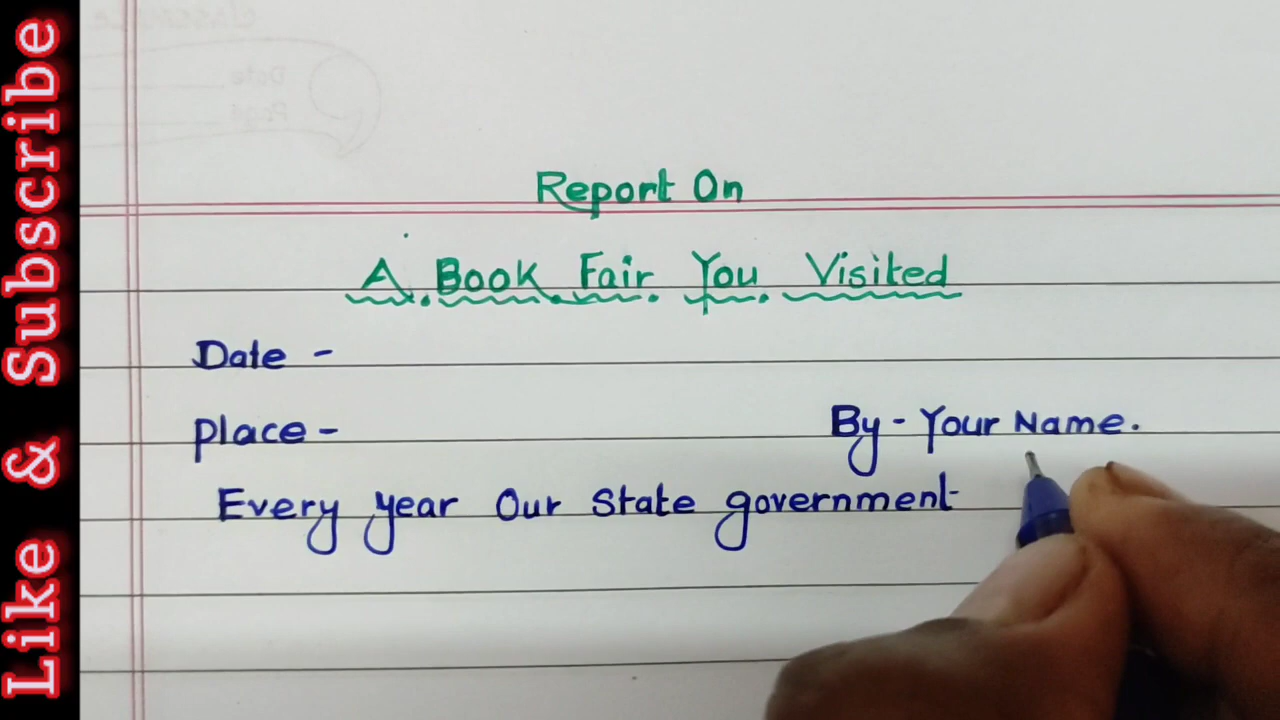 Like & Subscribe
Report On
A Book Fair You Visited
Date -
place -
By - Your Name.
Every year Our State government